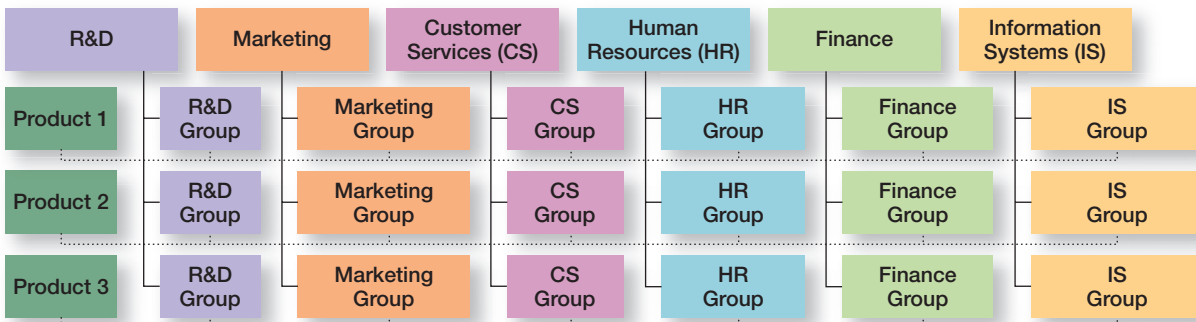 R&D
Marketing
Customer
Services (CS)
Human
Resources (HR)
Finance
Information
Systems (IS)
Product 1
R&D
Group
Marketing
Group
CS
Group
HR
Group
Finance
Group
IS
Group
Product 2
R&D
Group
Marketing
Group
CS
Group
HR
Group
Finance
Group
IS
Group
Product 3
R&D
Group
Marketing
Group
CS
Group
HR
Group
Finance
Group
IS
Group